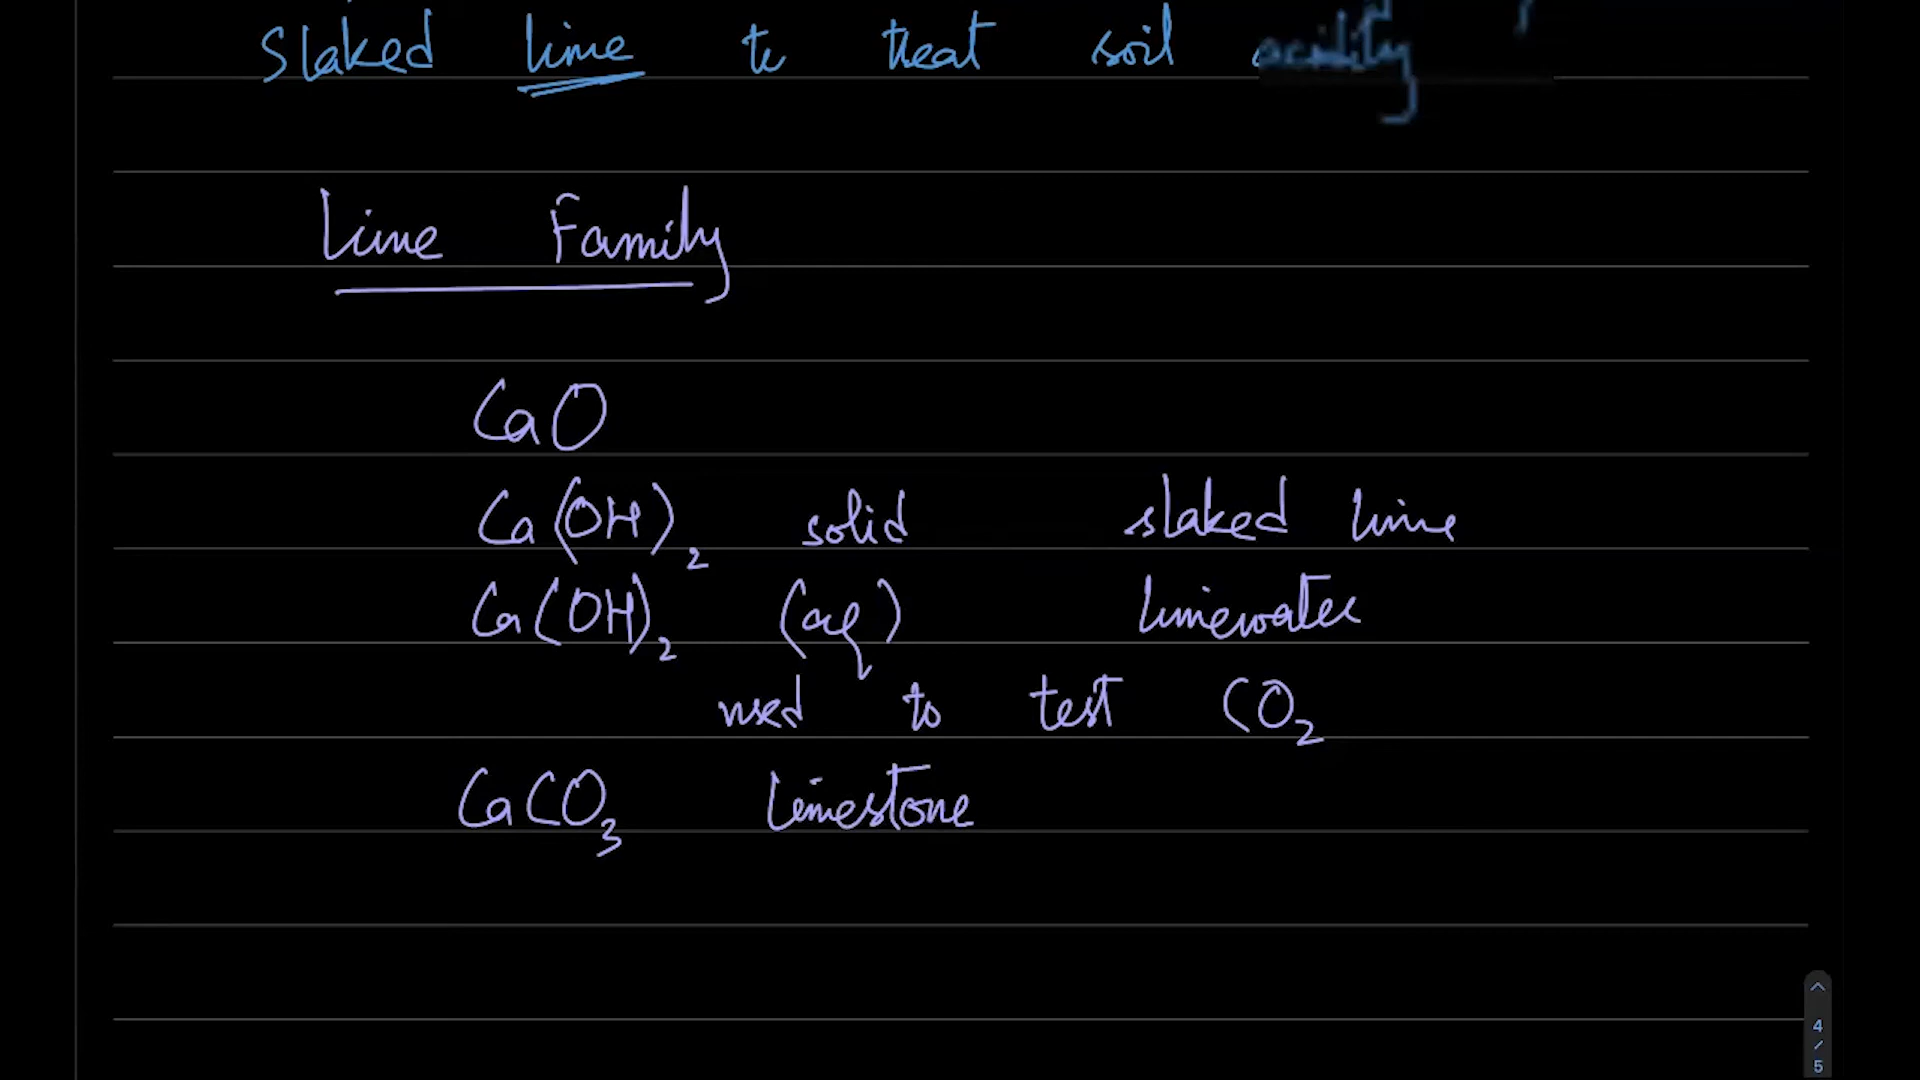 Slaked lime to treat soil acidity
Lime Family
CaO
Ca(OH)₂ solid slaked lime
Ca(OH)₂ (aq) limewater
used to test CO₂
CaCO₃ Limestone
4
/
5